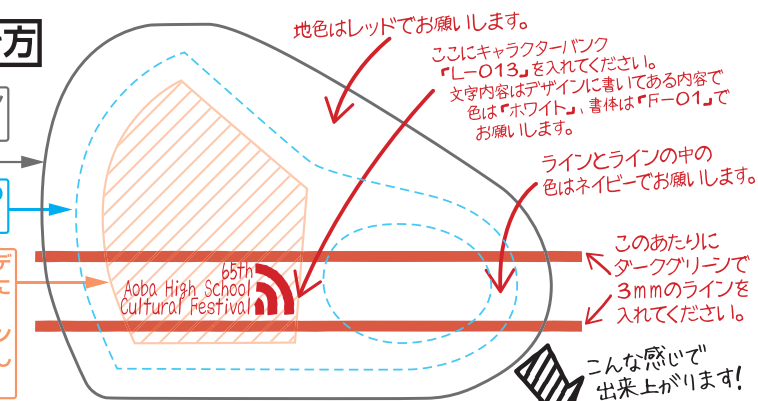 方
地色はレッドでお願いします。
ここにキャラクターバンク
『L-013』を入れてください。
文字内容はデザインに書いてある内容で
色は『ホワイト』、書体は『F-01』で
お願いします。
ラインとラインの中の
色はネイビーでお願いします。
このあたりに
ダークグリーンで
3mmのラインを
入れてください。
65th
Aoba High School
Cultural Festival
こんな感じで
出来上がります!